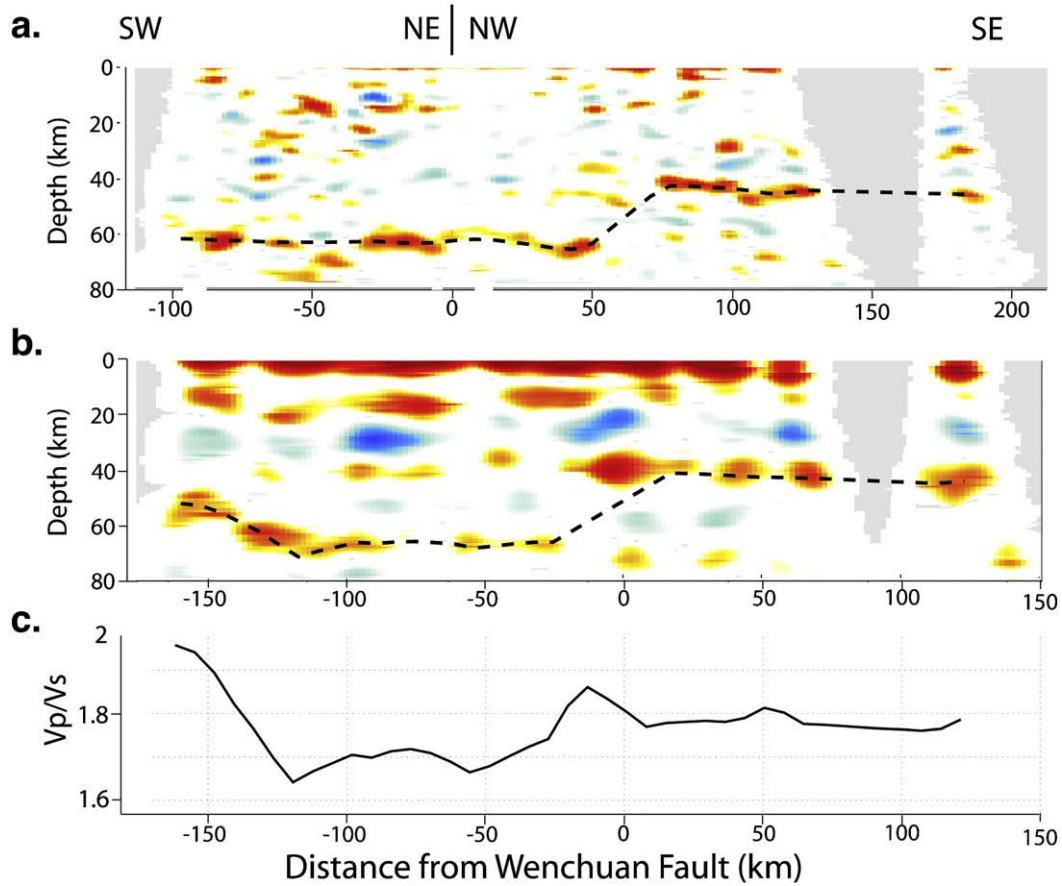 a.
SW NE NW SE
0
20
40
60
80
Depth (km)
-100 -50 0 50 100 150 200
b.
0
20
40
60
80
Depth (km)
-150 -100 -50 0 50 100 150
c.
2
1.8
1.6
Vp/Vs
-150 -100 -50 0 50 100 150
Distance from Wenchuan Fault (km)